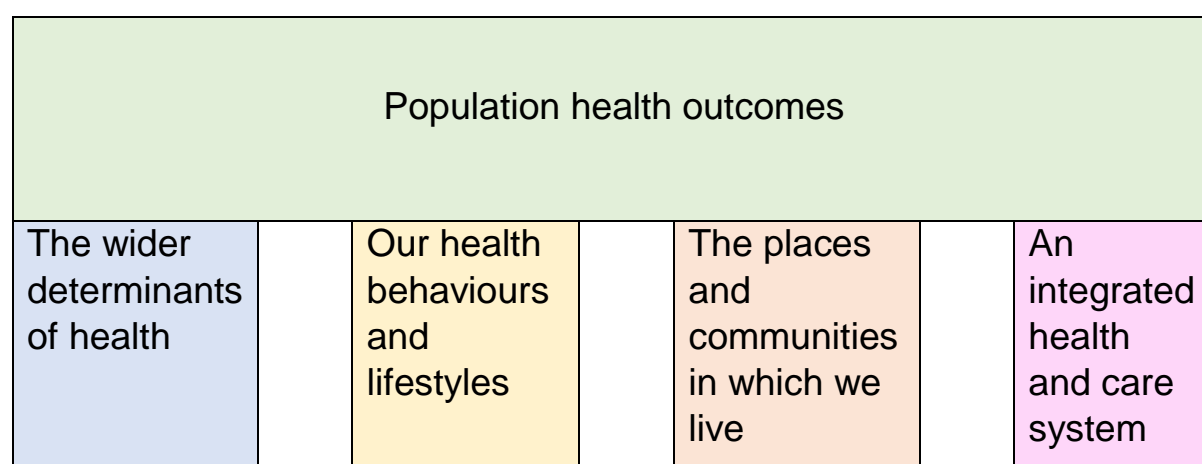 Population health outcomes
The wider
determinants
of health
Our health
behaviours
and
lifestyles
The places
and
communities
in which we
live
An
integrated
health
and care
system